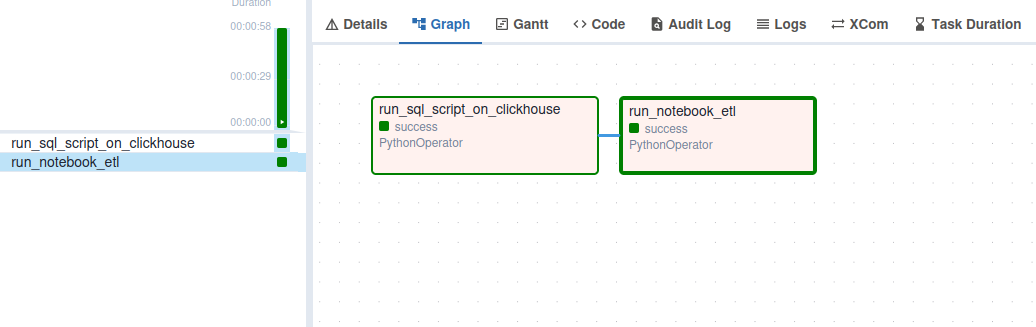 Duration
00:00:58
00:00:29
00:00:00
run_sql_script_on_clickhouse
run_notebook_etl
Details Graph Gantt Code Audit Log Logs XCom Task Duration
run_sql_script_on_clickhouse
success
PythonOperator
run_notebook_etl
success
PythonOperator